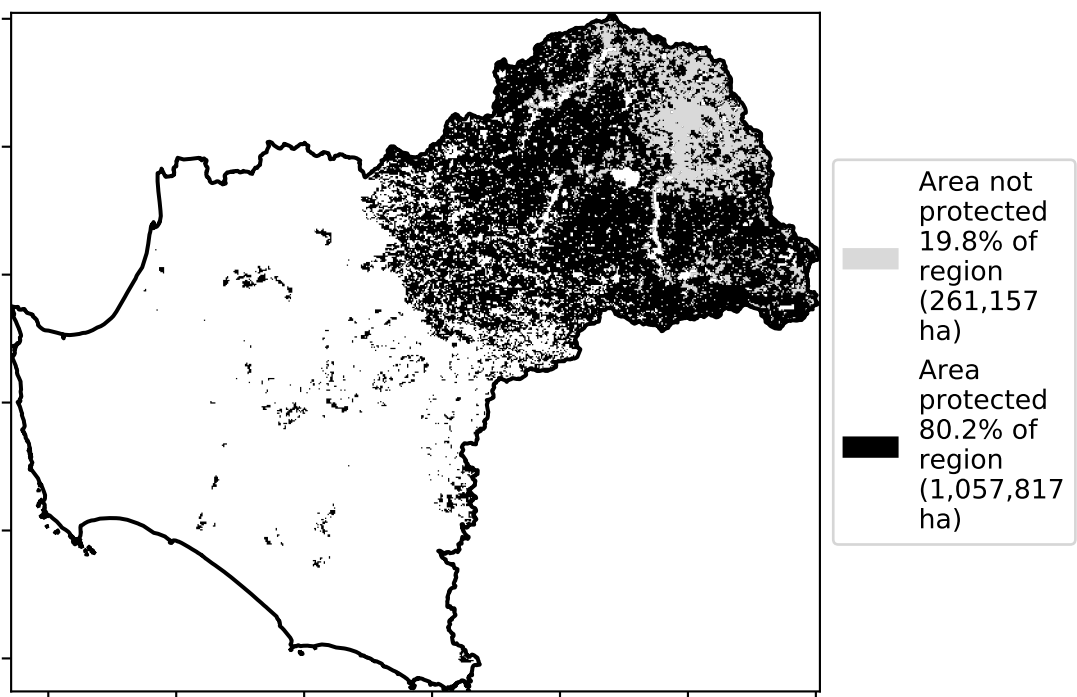 Area not
protected
19.8% of
region
(261,157
ha)
Area
protected
80.2% of
region
(1,057,817
ha)